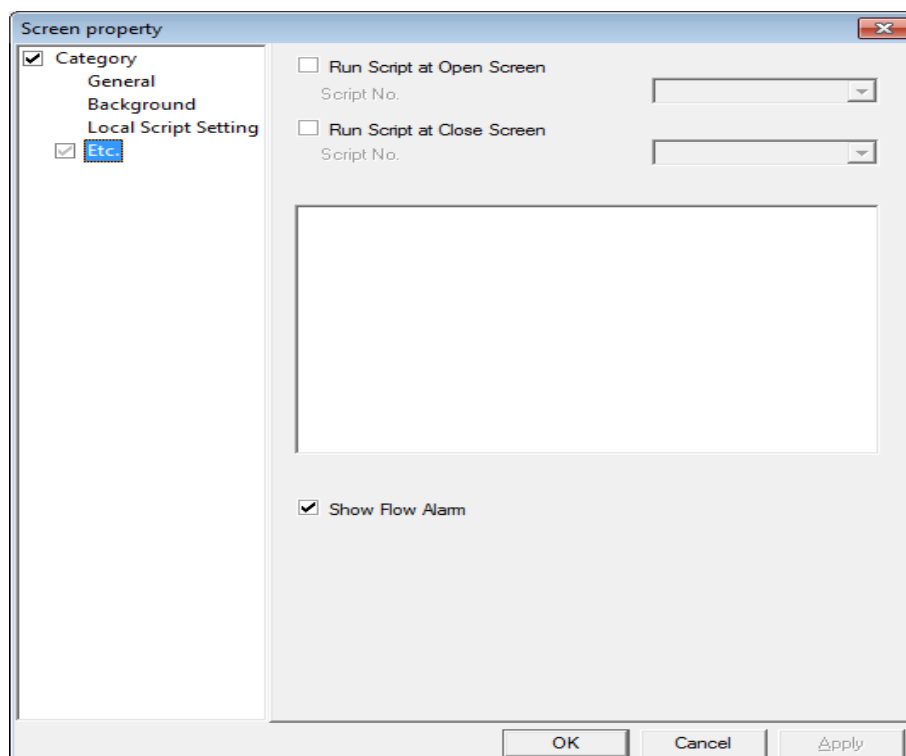 Screen property
Category
General
Background
Local Script Setting
Etc.
Run Script at Open Screen
Script No.
Run Script at Close Screen
Script No.
Show Flow Alarm
OK Cancel Apply